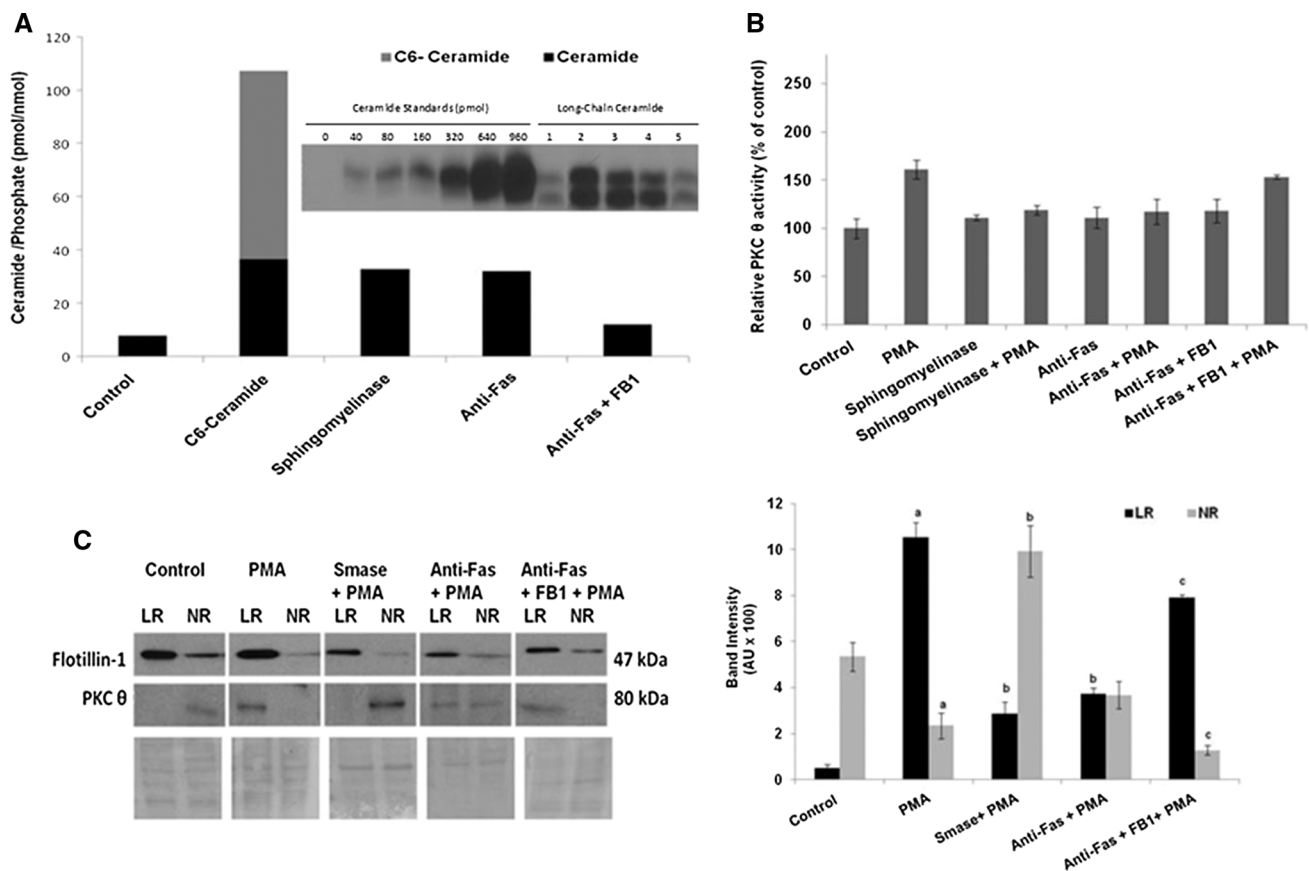 A
Ceramide /Phosphate (pmol/nmol)
120
100
80
60
40
20
0
C6- Ceramide
Ceramide
Ceramide Standards (pmol)
Long-Chain Ceramide
0 40 80 160 320 640 960 1 2 3 4 5
Control
C6-Ceramide
Sphingomyelinase
Anti-Fas
Anti-Fas + FB1
B
Relative PKC θ activity (% of control)
250
200
150
100
50
0
Control
PMA
Sphingomyelinase
Sphingomyelinase + PMA
Anti-Fas
Anti-Fas + PMA
Anti-Fas + FB1
Anti-Fas + FB1 + PMA
C
Control
PMA
Smase
+ PMA
Anti-Fas
+ PMA
Anti-Fas
+ FB1 + PMA
LR NR LR NR LR NR LR NR LR NR
Flotillin-1
47 kDa
PKC θ
80 kDa
Band Intensity
(AU x 100)
12
10
8
6
4
2
0
LR
NR
a
a
b
b
b
c
c
Control
PMA
Smase+ PMA
Anti-Fas + PMA
Anti-Fas + FB1+ PMA